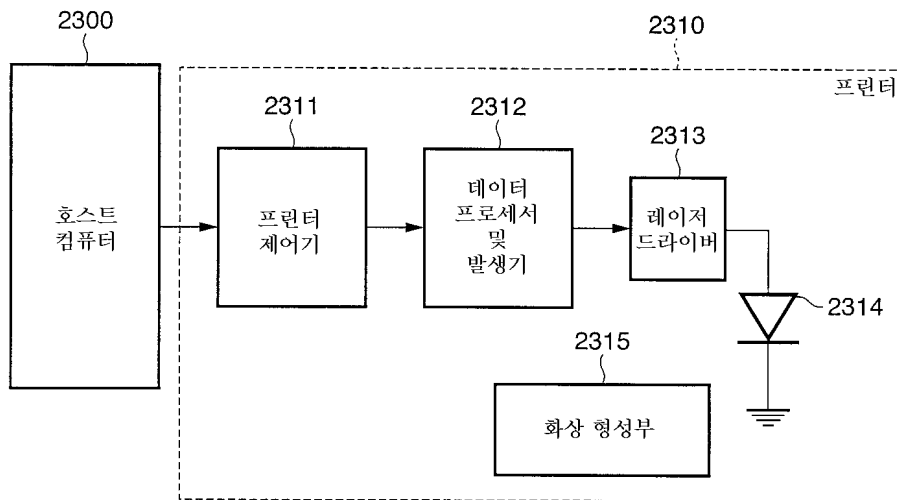 2300
2310
프린터
2311
2312
2313
호스트
컴퓨터
프린터
제어기
데이터
프로세서
및
발생기
레이저
드라이버
2314
2315
화상 형성부